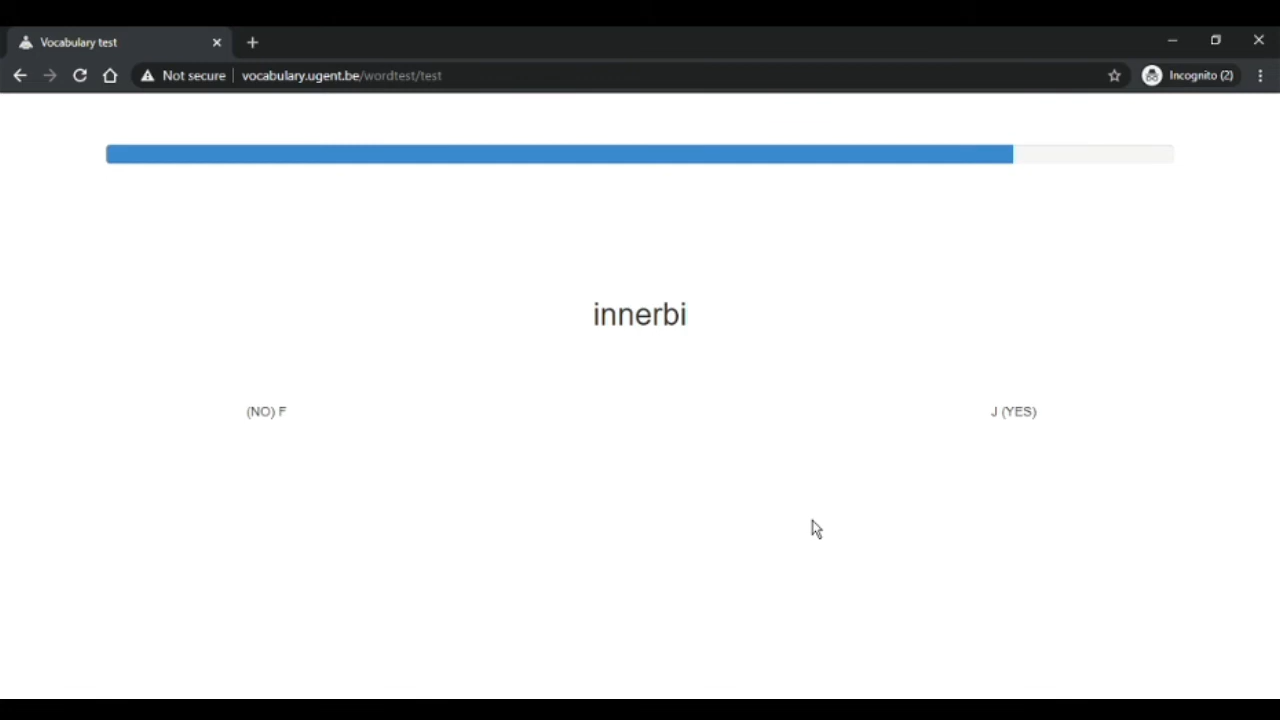 Vocabulary test
Not secure vocabulary.ugent.be/wordtest/test Incognito (2)
innerbi
(NO) F J (YES)